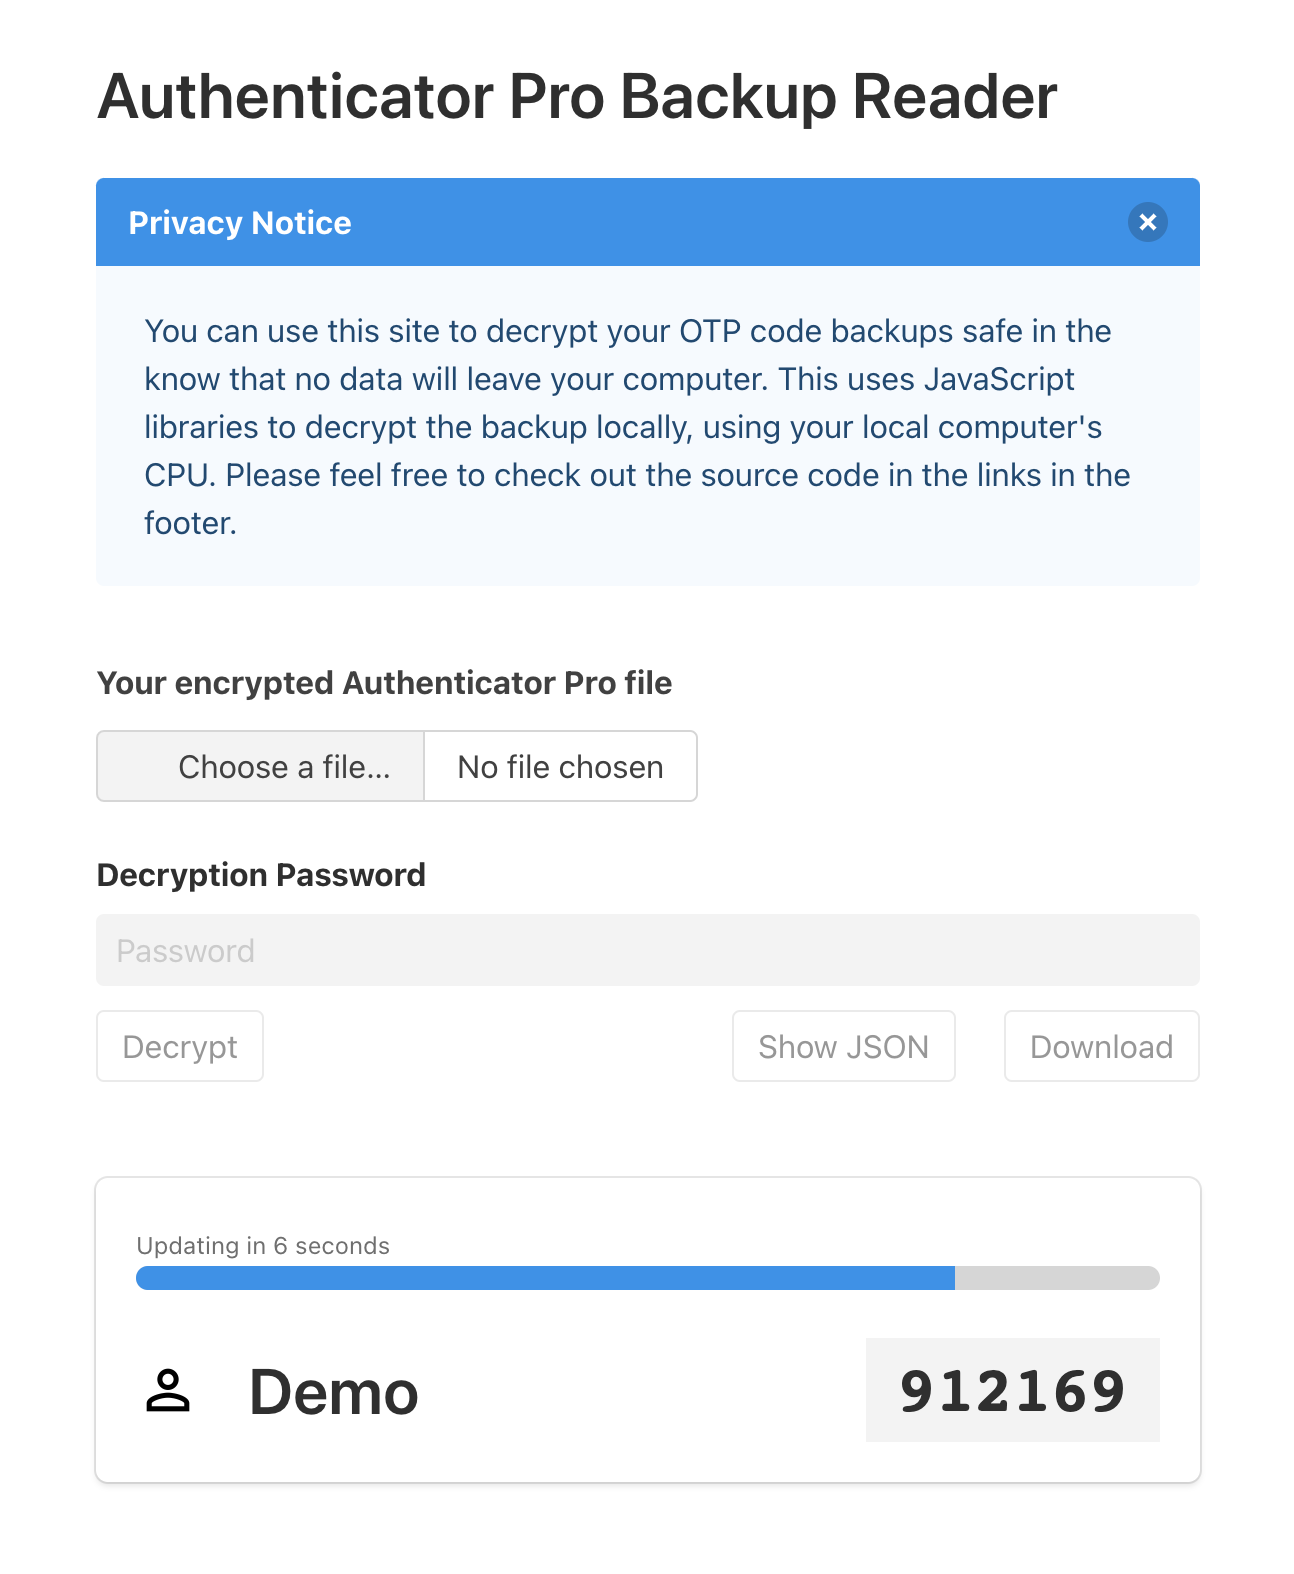 Authenticator Pro Backup Reader
Privacy Notice
You can use this site to decrypt your OTP code backups safe in the
know that no data will leave your computer. This uses JavaScript
libraries to decrypt the backup locally, using your local computer's
CPU. Please feel free to check out the source code in the links in the
footer.
Your encrypted Authenticator Pro file
Choose a file... No file chosen
Decryption Password
Password
Decrypt Show JSON Download
Updating in 6 seconds
Demo 912169